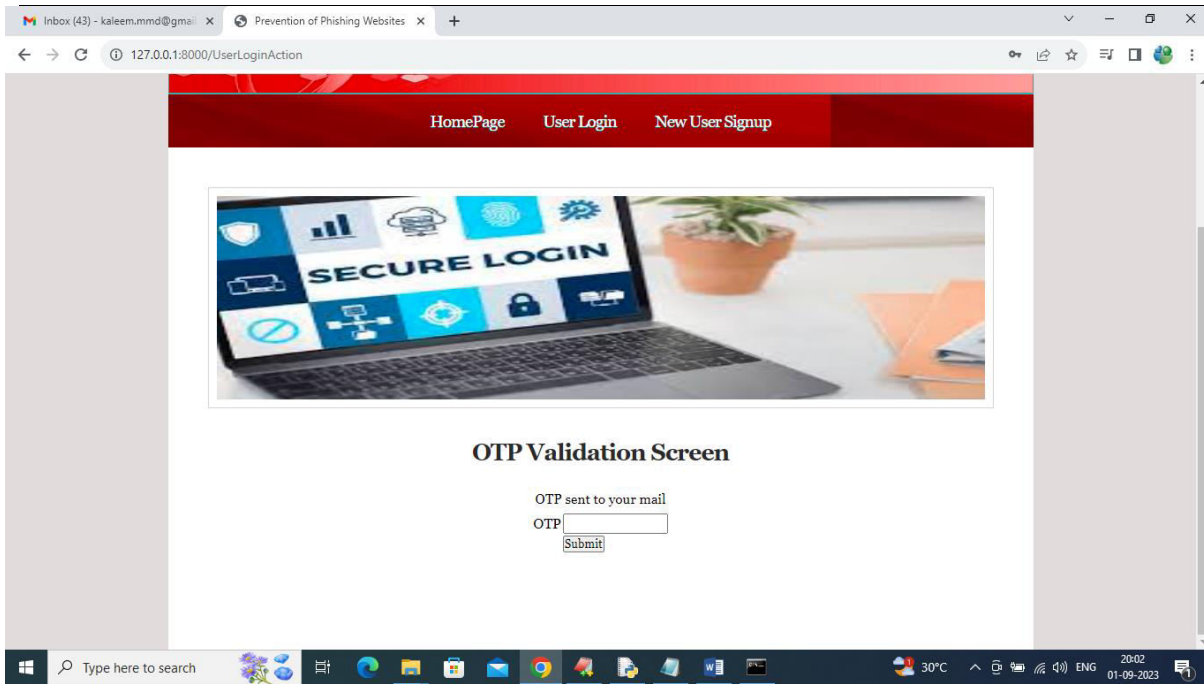 Inbox (43) - kaleem.mmd@gmai
Prevention of Phishing Websites
127.0.0.1:8000/UserLoginAction
HomePage User Login New User Signup
SECURE LOGIN
OTP Validation Screen
OTP sent to your mail
OTP
Submit
Type here to search
30°C
ENG
20:02
01-09-2023
1